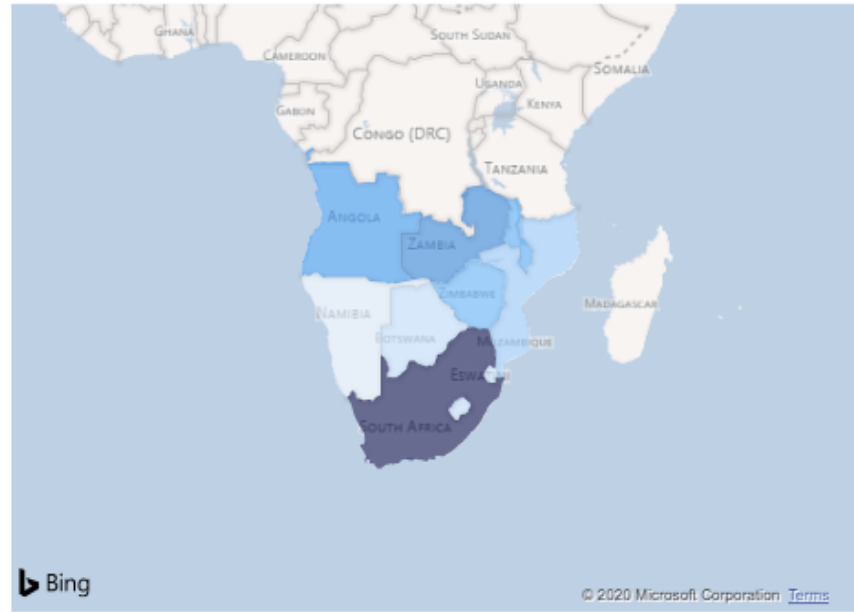 GHANA
SOUTH SUDAN
CAMEROON
SOMALIA
UGANDA
KENYA
GABON
CONGO (DRC)
TANZANIA
ANGOLA
ZAMBIA
ZIMBABWE
MADAGASCAR
NAMIBIA
BOTSWANA
MOZAMBIQUE
ESWATINI
SOUTH AFRICA
Bing
© 2020 Microsoft Corporation Terms